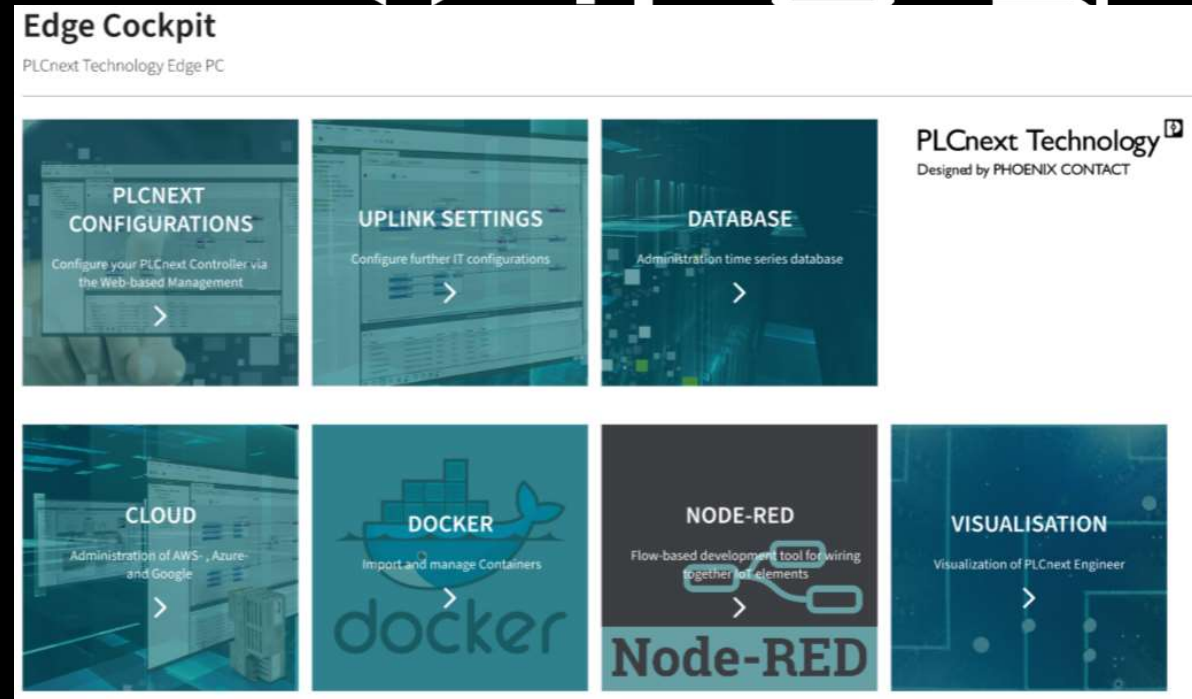 Edge Cockpit
PLCnext Technology Edge PC
PLCNEXT
CONFIGURATIONS
Configure your PLCnext Controller via
the Web-based Management
UPLINK SETTINGS
Configure further IT configurations
DATABASE
Administration time series database
PLCnext Technology
Designed by PHOENIX CONTACT
CLOUD
Administration of AWS- , Azure-
and Google
DOCKER
Import and manage Containers
docker
NODE-RED
Flow-based development tool for wiring
together IoT elements
Node-RED
VISUALISATION
Visualization of PLCnext Engineer